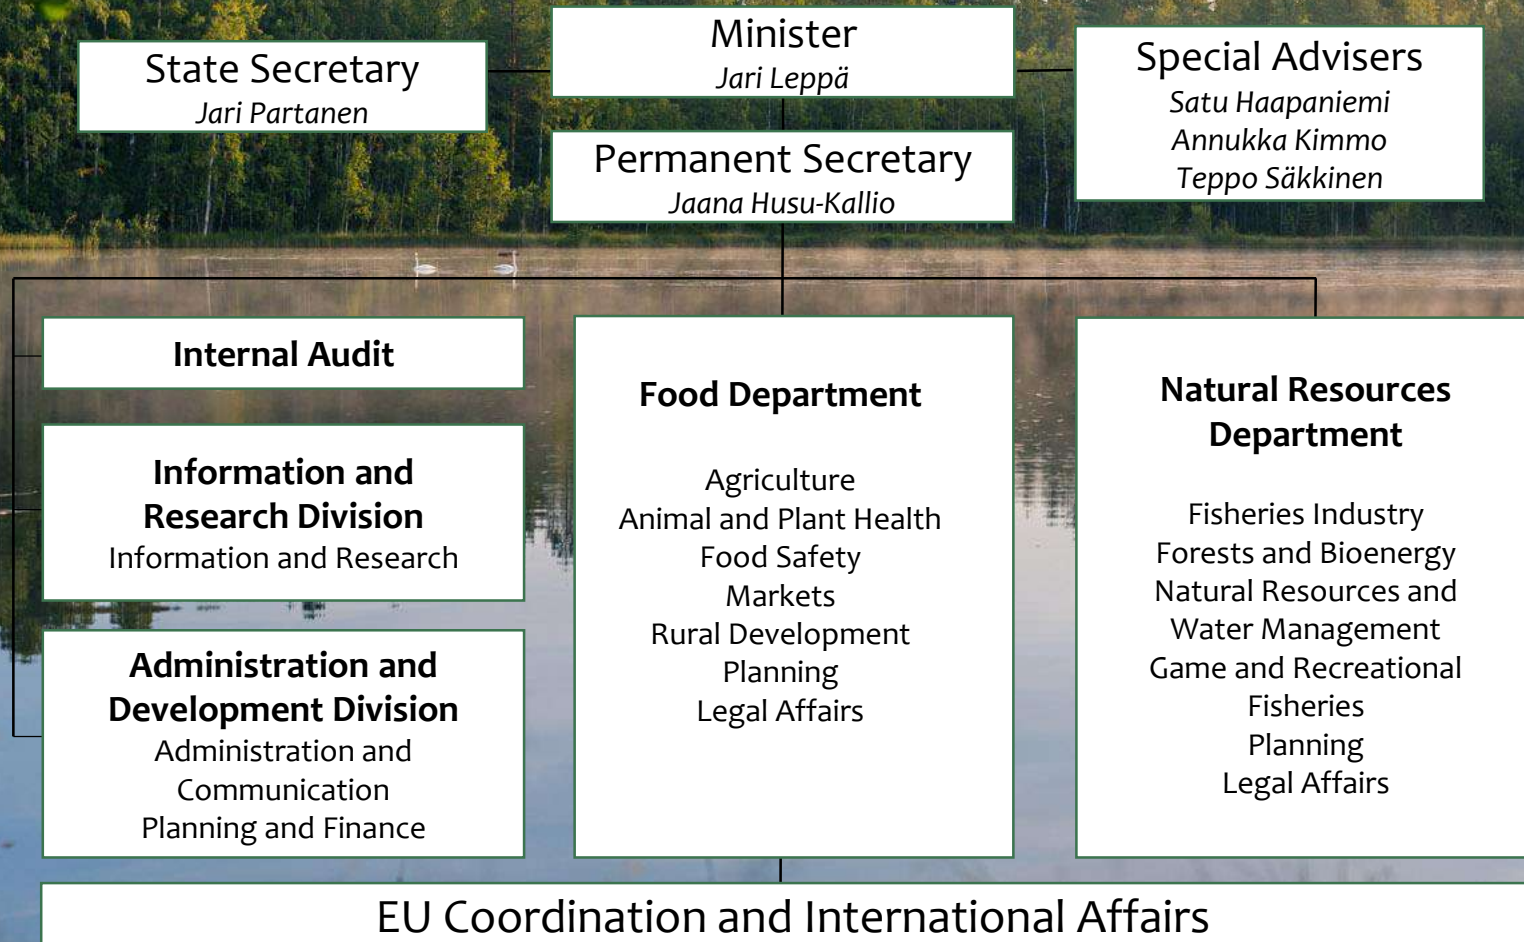 State Secretary
Jari Partanen
Minister
Jari Leppä
Special Advisers
Satu Haapaniemi
Annukka Kimmo
Teppo Säkkinen
Permanent Secretary
Jaana Husu-Kallio
Internal Audit
Information and
Research Division
Information and Research
Administration and
Development Division
Administration and
Communication
Planning and Finance
Food Department
Agriculture
Animal and Plant Health
Food Safety
Markets
Rural Development
Planning
Legal Affairs
Natural Resources
Department
Fisheries Industry
Forests and Bioenergy
Natural Resources and
Water Management
Game and Recreational
Fisheries
Planning
Legal Affairs
EU Coordination and International Affairs